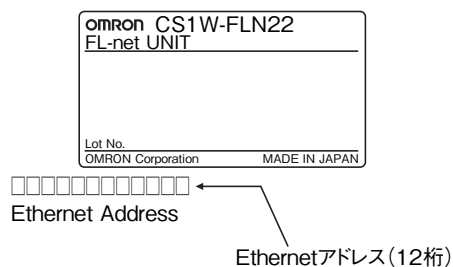 OMRON CS1W-FLN22
FL-net UNIT
Lot No.
OMRON Corporation MADE IN JAPAN
□□□□□□□□□□□□
Ethernet Address
Ethernetアドレス（12桁）